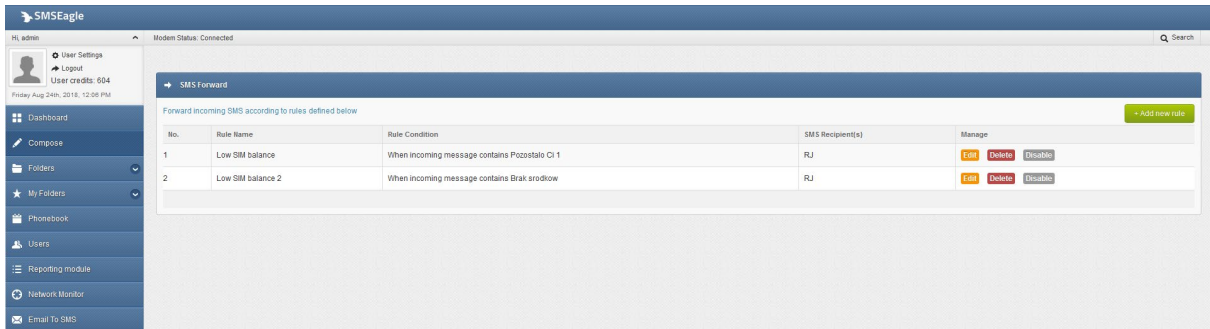 SMSEagle
Hi, admin
Modem Status: Connected
Search
User Settings
Logout
User credits: 604
Friday Aug 24th, 2018, 12:06 PM
Dashboard
Compose
Folders
My Folders
Phonebook
Users
Reporting module
Network Monitor
Email To SMS
SMS Forward
Forward incoming SMS according to rules defined below
+ Add new rule
No. Rule Name Rule Condition SMS Recipient(s) Manage
1 Low SIM balance When incoming message contains Pozostalo Ci 1 RJ Edit Delete Disable
2 Low SIM balance 2 When incoming message contains Brak srodkow RJ Edit Delete Disable